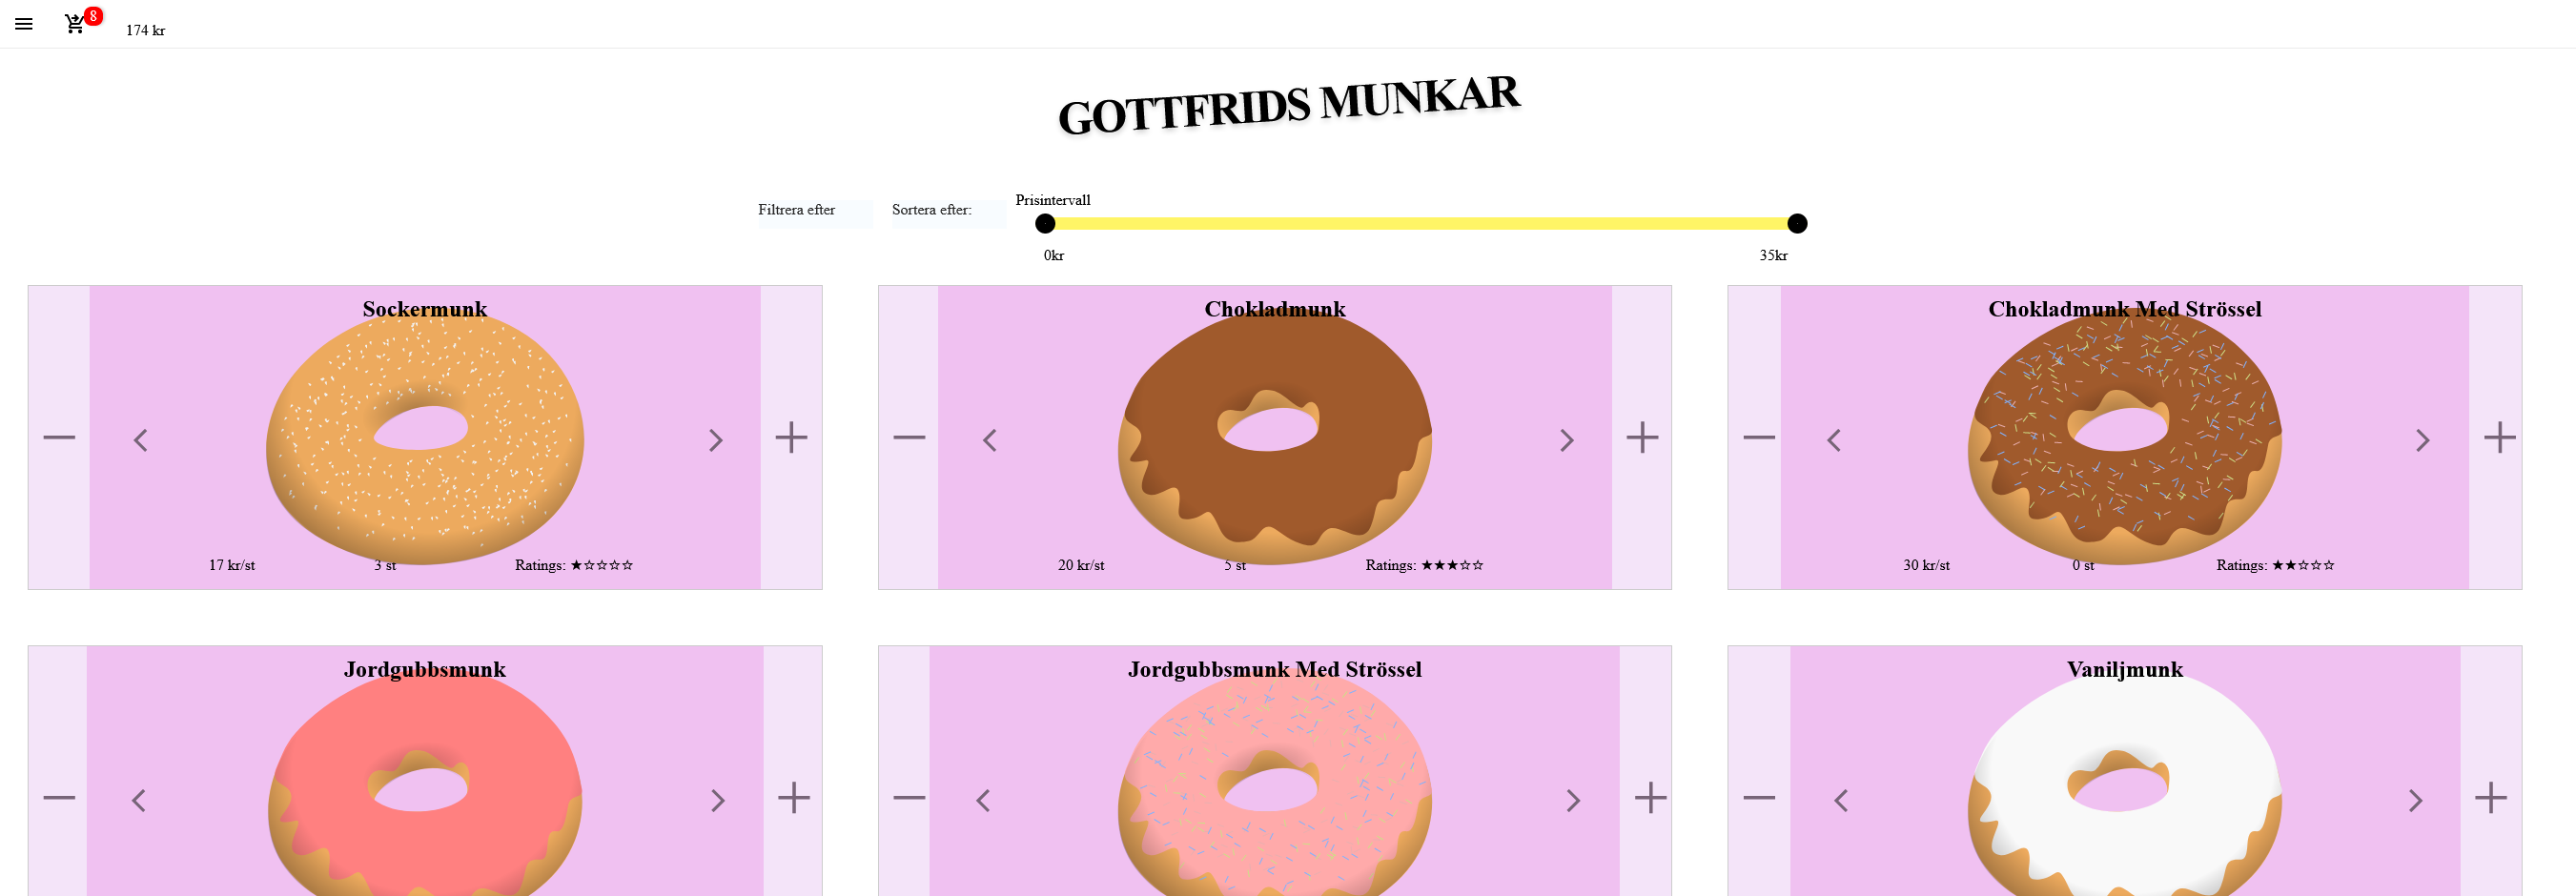 8
174 kr
GOTTFRIDS MUNKAR
Filtrera efter
Sortera efter:
Prisintervall
0kr
35kr
Sockermunk
17 kr/st
3 st
Ratings: ★☆☆☆☆
Chokladmunk
20 kr/st
5 st
Ratings: ★★★☆☆
Chokladmunk Med Strössel
30 kr/st
0 st
Ratings: ★★☆☆☆
Jordgubbsmunk
Jordgubbsmunk Med Strössel
Vaniljmunk